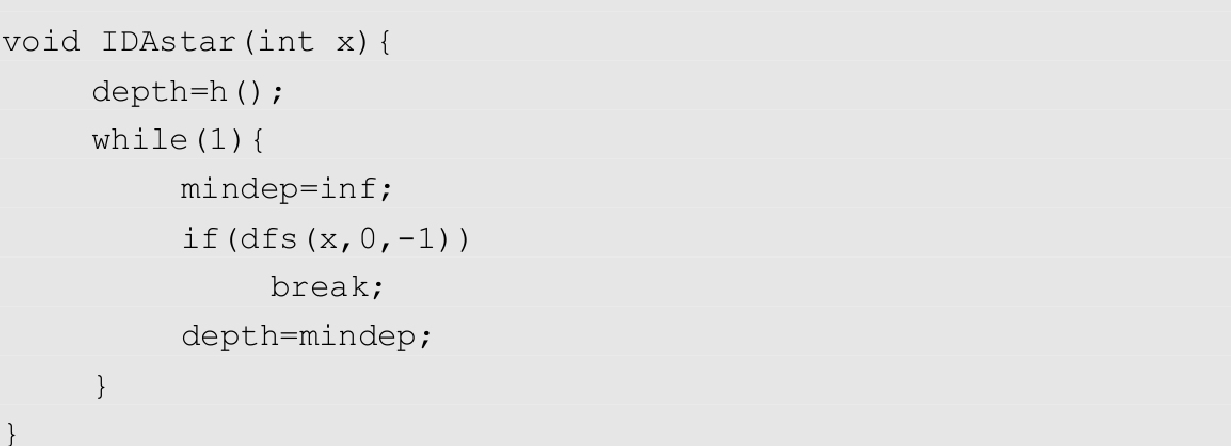 void IDAstar(int x){
     depth=h();
     while(1){
          mindep=inf;
          if(dfs(x,0,-1))
               break;
          depth=mindep;
     }
}